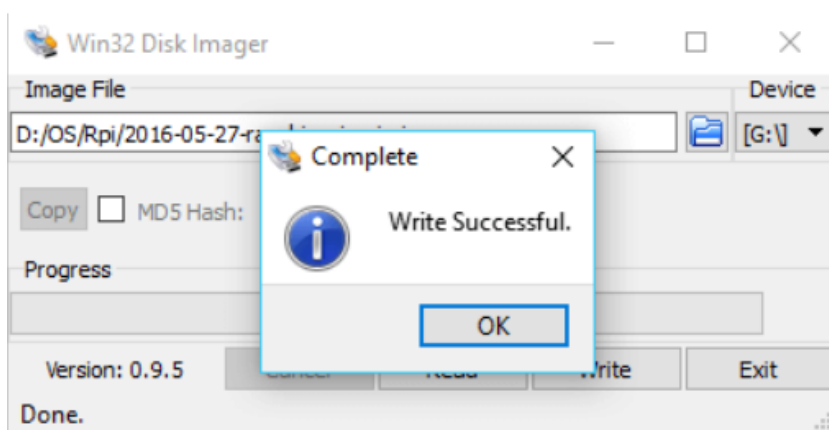 Win32 Disk Imager
Image File
Device
D:/OS/Rpi/2016-05-27-ra
[G:\]
Complete
Write Successful.
OK
Copy
MD5 Hash:
Progress
Version: 0.9.5
Exit
Done.